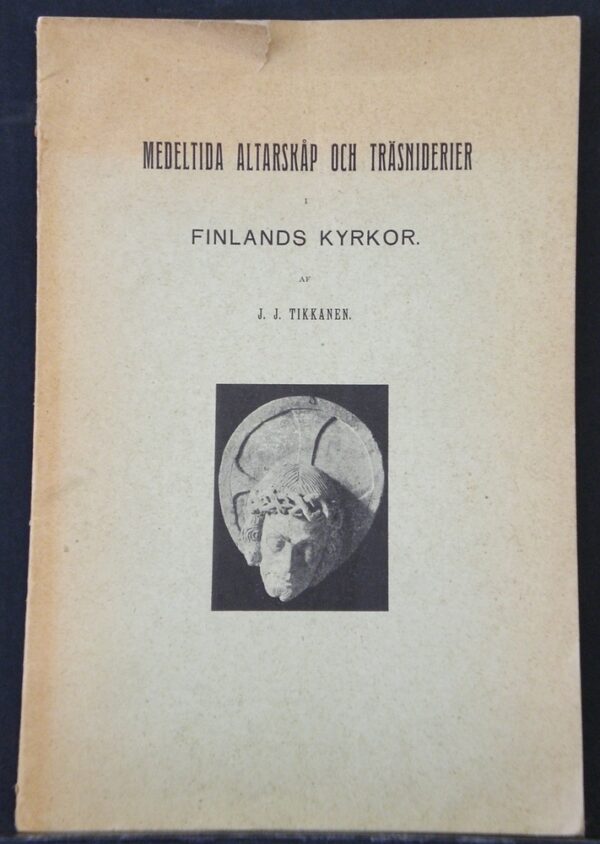 MEDELTIDA ALTARSKÅP OCH TRÄSNIDERIER
I
FINLANDS KYRKOR.
AF
J. J. TIKKANEN.